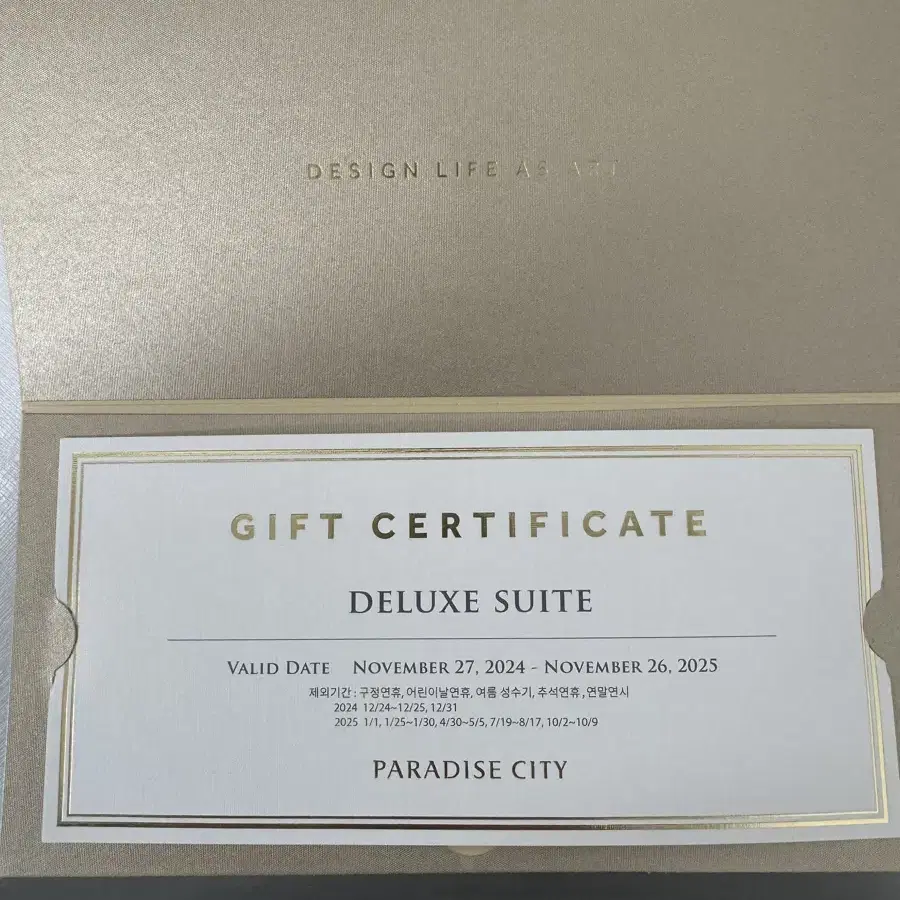 DESIGN LIFE AS ART
GIFT CERTIFICATE
DELUXE SUITE
VALID DATE NOVEMBER 27, 2024 - NOVEMBER 26, 2025
제외기간 : 구정연휴, 어린이날연휴, 여름 성수기, 추석연휴 , 연말연시
2024 12/24~12/25, 12/31
2025 1/1, 1/25~1/30, 4/30~5/5, 7/19~8/17, 10/2~10/9
PARADISE CITY